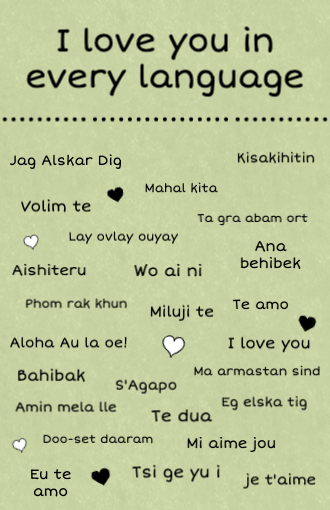 I love you in
every language
Jag Alskar Dig
Kisakihitin
Mahal kita
Volim te
Ta gra abam ort
Lay ovlay ouyay
Ana
behibek
Aishiteru
Wo ai ni
Phom rak khun
Miluji te
Te amo
Aloha Au la oe!
I love you
Bahibak
S'Agapo
Ma armastan sind
Amin mela lle
Te dua
Eg elska tig
Doo-set daaram
Mi aime jou
Eu te
amo
Tsi ge yu i
je t'aime